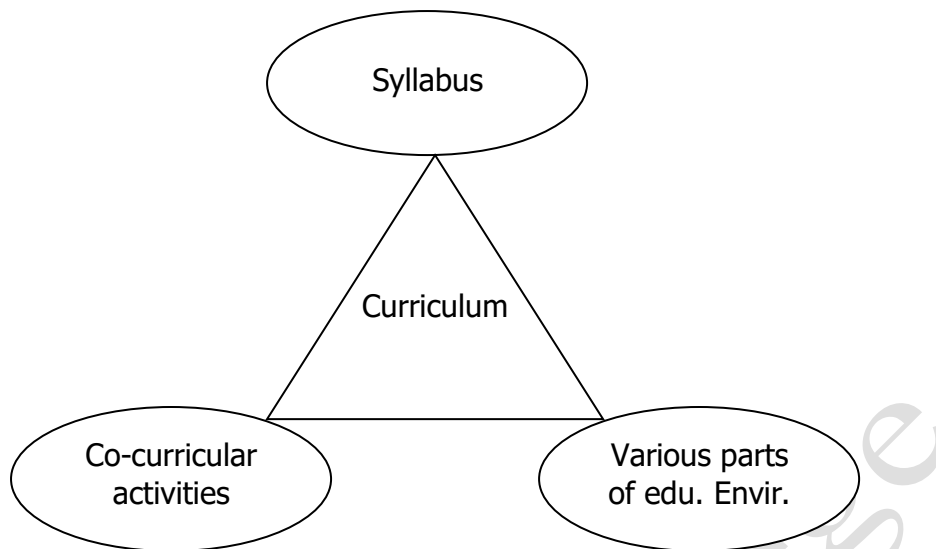 Syllabus
Curriculum
Co-curricular
activities
Various parts
of edu. Envir.